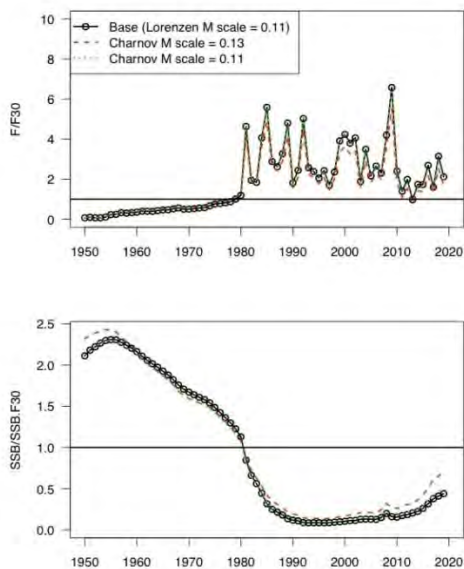 10
8
6
4
2
0
F/F30
Base (Lorenzen M scale = 0.11)
Charnov M scale = 0.13
Charnov M scale = 0.11
1950 1960 1970 1980 1990 2000 2010 2020
2.5
2.0
1.5
1.0
0.5
0.0
SSB/SSB.F30
1950 1960 1970 1980 1990 2000 2010 2020